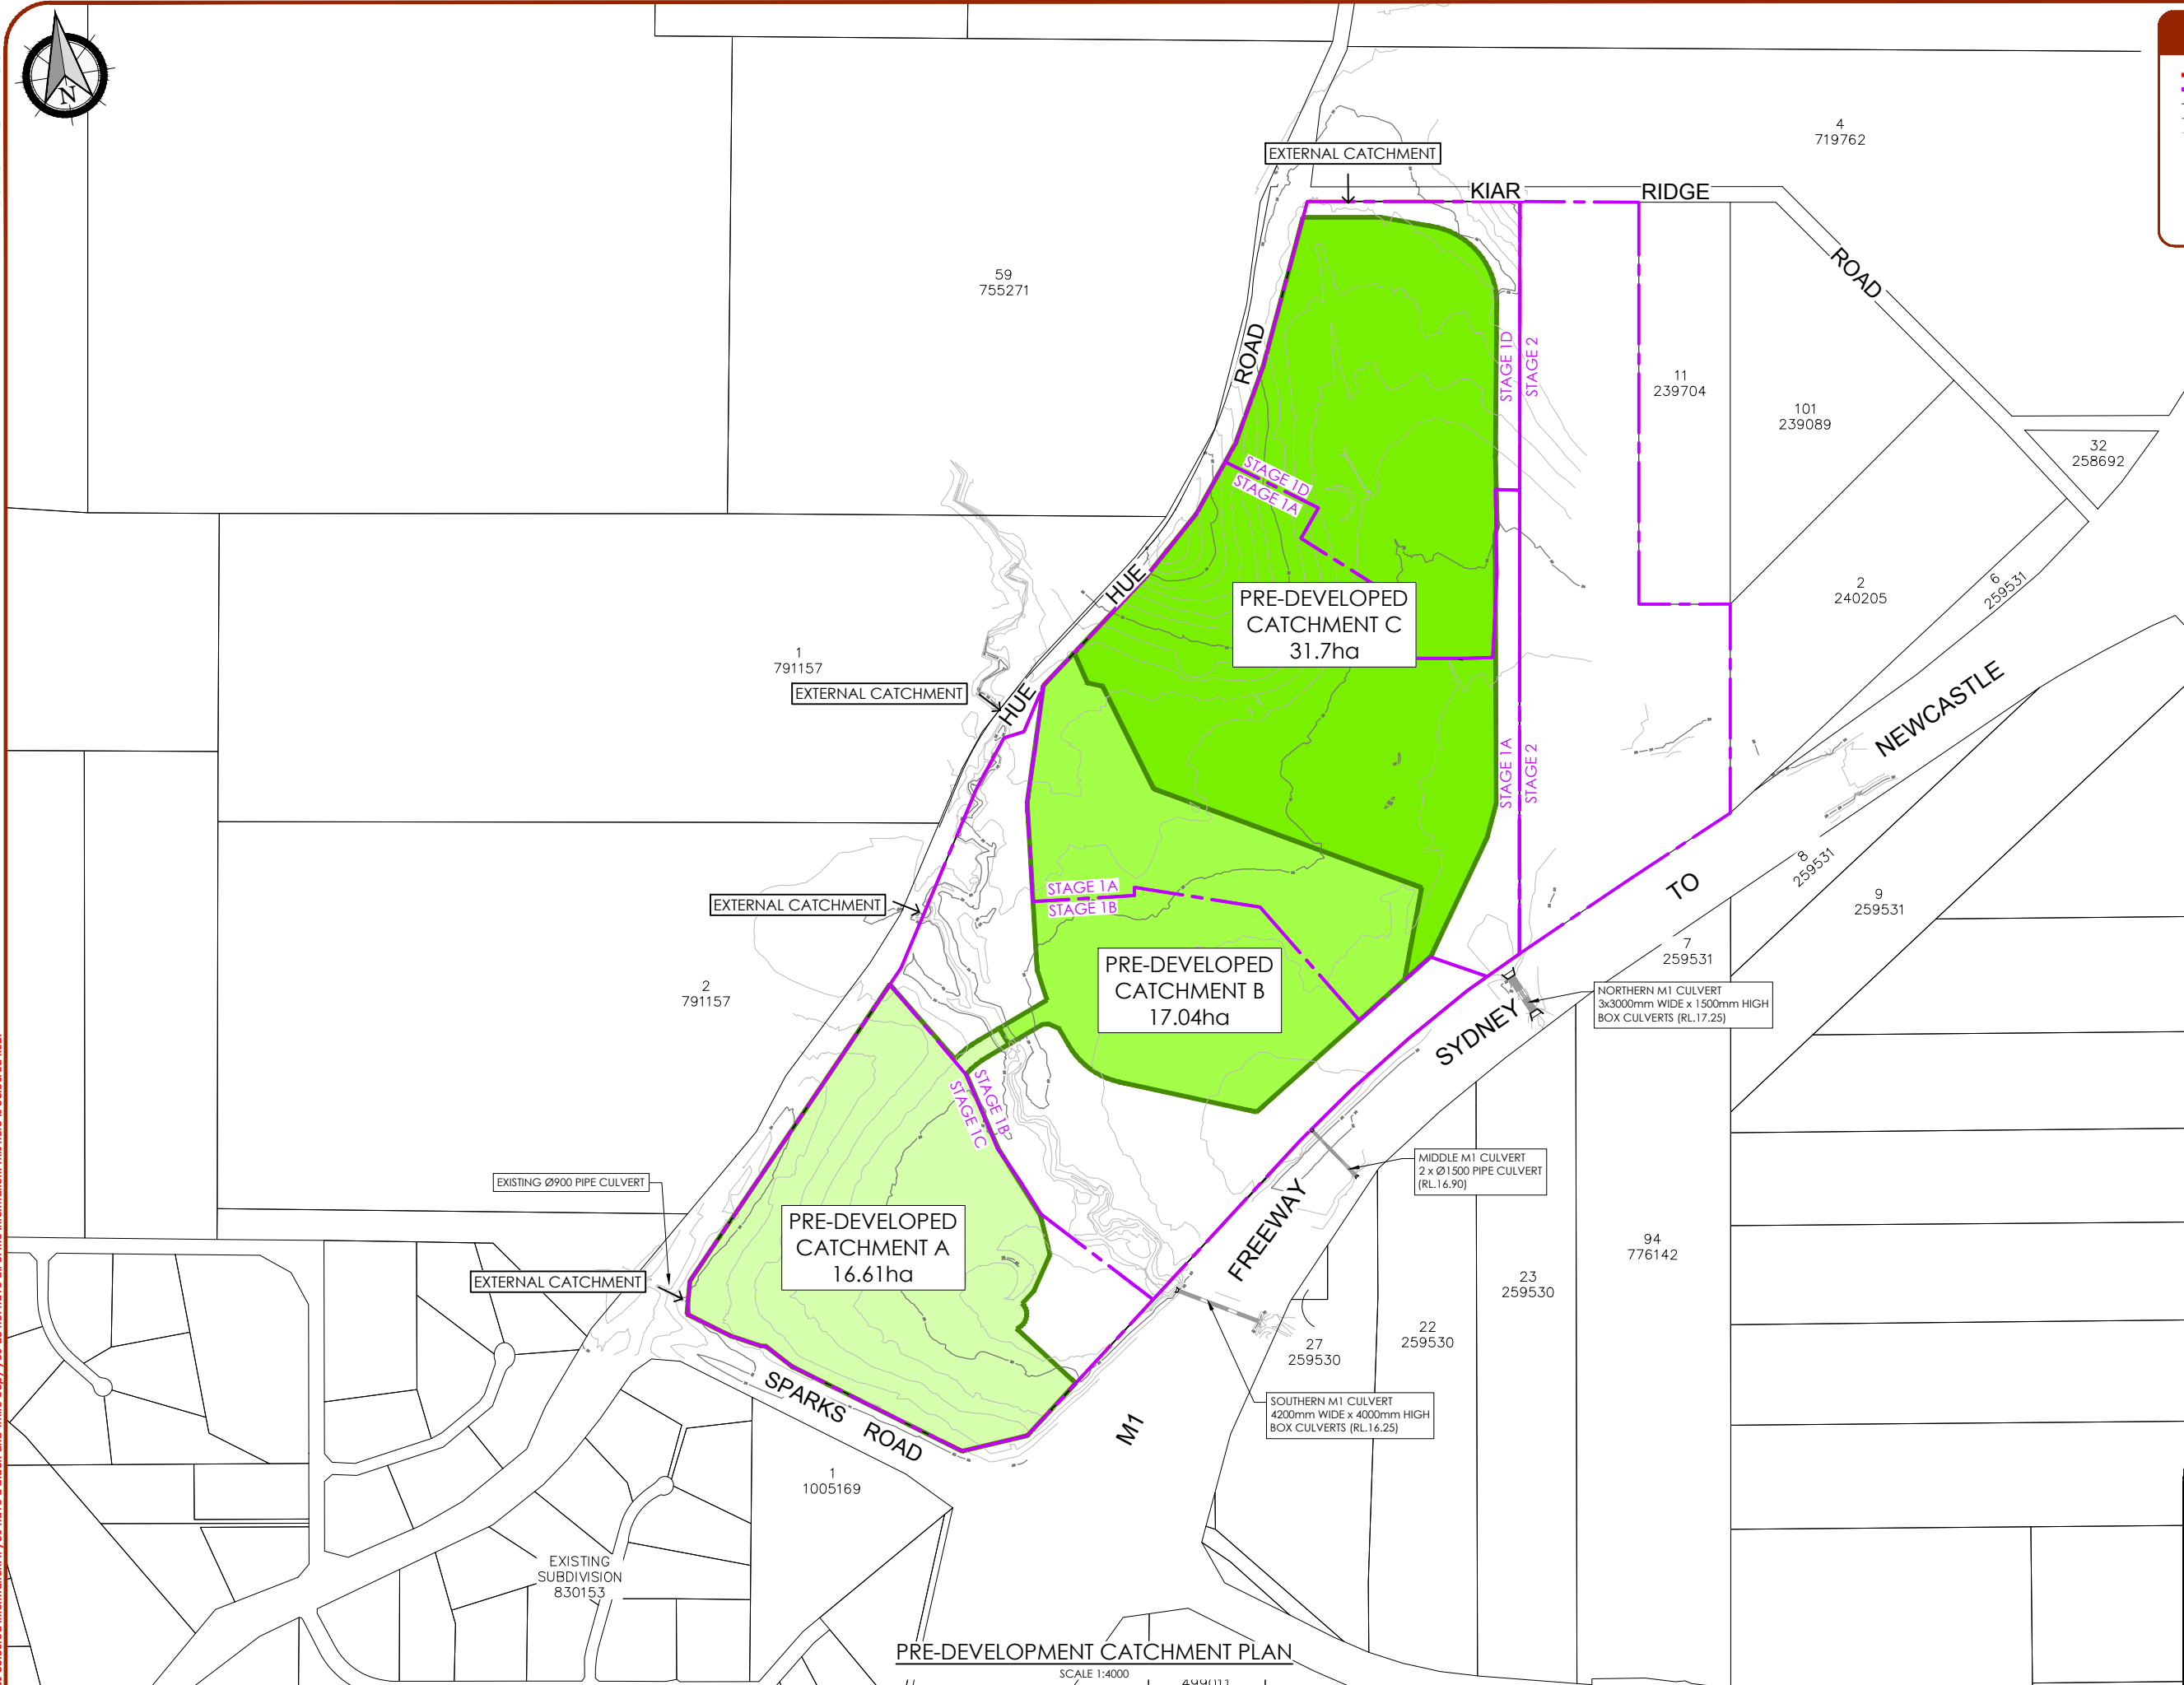 N
EXTERNAL CATCHMENT
4
719762
KIAR RIDGE
ROAD
59
755271
ROAD
STAGE 1D
STAGE 2
11
239704
101
239089
32
258692
STAGE 1D
STAGE 1A
HUE
PRE-DEVELOPED
CATCHMENT C
31.7ha
2
240205
6
259531
1
791157
EXTERNAL CATCHMENT
HUE
NEWCASTLE
STAGE 1A
STAGE 2
TO
8
259531
9
259531
STAGE 1A
STAGE 1B
EXTERNAL CATCHMENT
7
259531
2
791157
PRE-DEVELOPED
CATCHMENT B
17.04ha
NORTHERN M1 CULVERT
3x3000mm WIDE x 1500mm HIGH
BOX CULVERTS (RL.17.25)
SYDNEY
STAGE 1B
STAGE 1C
MIDDLE M1 CULVERT
2 x Ø1500 PIPE CULVERT
(RL.16.90)
EXISTING Ø900 PIPE CULVERT
FREEWAY
PRE-DEVELOPED
CATCHMENT A
16.61ha
94
776142
EXTERNAL CATCHMENT
23
259530
22
259530
27
259530
SPARKS ROAD
M1
SOUTHERN M1 CULVERT
4200mm WIDE x 4000mm HIGH
BOX CULVERTS (RL.16.25)
1
1005169
EXISTING
SUBDIVISION
830153
PRE-DEVELOPMENT CATCHMENT PLAN
SCALE 1:4000
499011